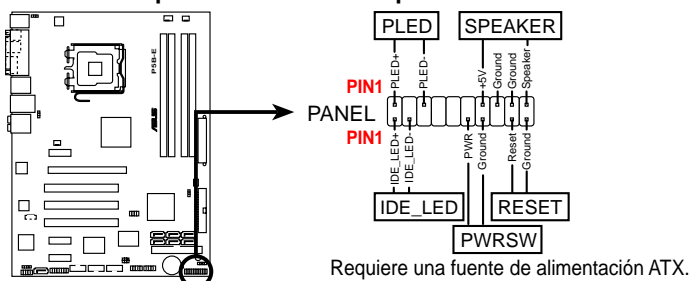 PLED
SPEAKER
PIN1
PLED+
PLED-
+5V
Ground
Ground
Speaker
PANEL
PIN1
IDE_LED+
IDE_LED-
PWR
Ground
Reset
Ground
IDE_LED
RESET
PWRSW
Requiere una fuente de alimentación ATX.
P5B-E
ASUS